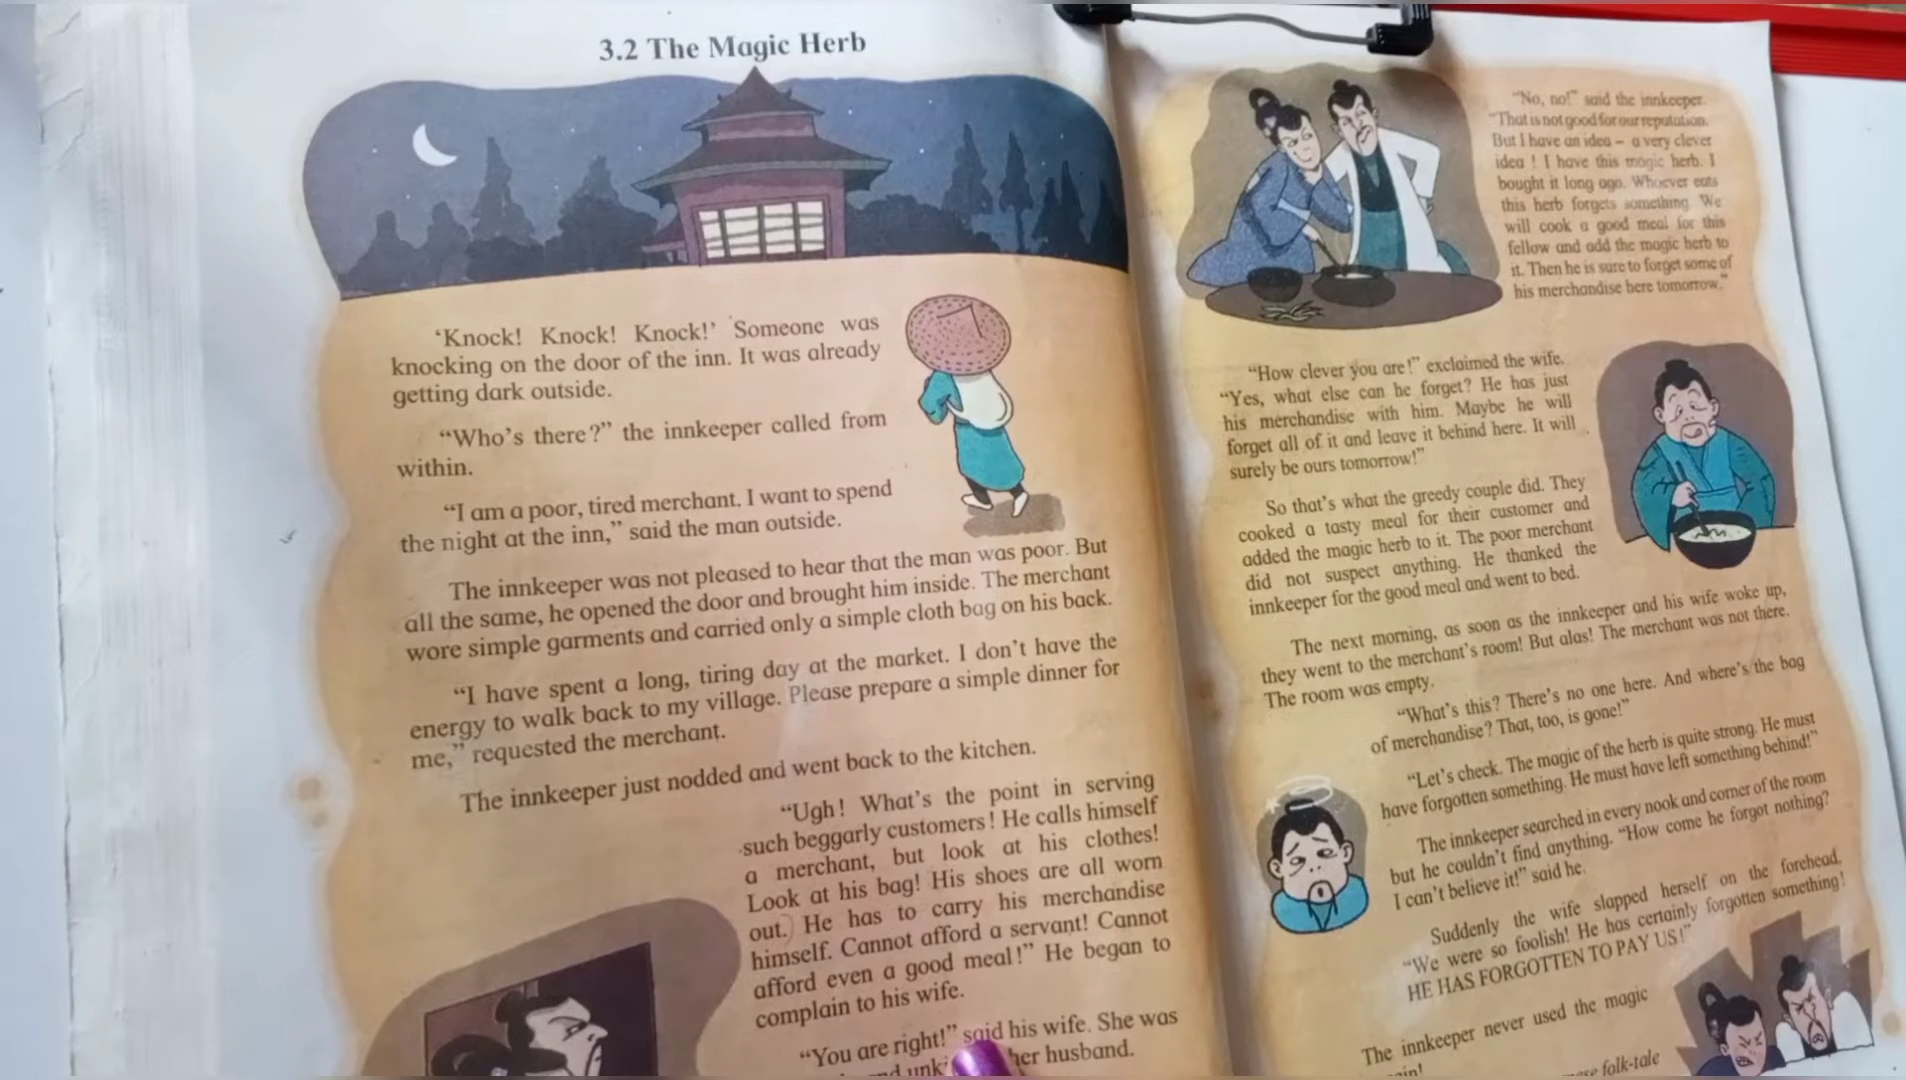 3.2 The Magic Herb
‘Knock! Knock! Knock!’ Someone was
knocking on the door of the inn. It was already
getting dark outside.
“Who’s there?” the innkeeper called from
within.
“I am a poor, tired merchant. I want to spend
the night at the inn,” said the man outside.
The innkeeper was not pleased to hear that the man was poor. But
all the same, he opened the door and brought him inside. The merchant
wore simple garments and carried only a simple cloth bag on his back.
“I have spent a long, tiring day at the market. I don’t have the
energy to walk back to my village. Please prepare a simple dinner for
me,” requested the merchant.
The innkeeper just nodded and went back to the kitchen.
“Ugh! What’s the point in serving
such beggarly customers! He calls himself
a merchant, but look at his clothes!
Look at his bag! His shoes are all worn
out. He has to carry his merchandise
himself. Cannot afford a servant! Cannot
afford even a good meal!” He began to
complain to his wife.
“You are right!” said his wife. She was
her husband.
“No, no!” said the innkeeper.
“That is not good for our reputation.
But I have an idea – a very clever
idea ! I have this magic herb. I
bought it long ago. Whoever eats
this herb forgets something. We
will cook a good meal for this
fellow and add the magic herb to
it. Then he is sure to forget some of
his merchandise here tomorrow.”
“How clever you are!” exclaimed the wife.
“Yes, what else can he forget? He has just
his merchandise with him. Maybe he will
forget all of it and leave it behind here. It will
surely be ours tomorrow!”
So that’s what the greedy couple did. They
cooked a tasty meal for their customer and
added the magic herb to it. The poor merchant
did not suspect anything. He thanked the
innkeeper for the good meal and went to bed.
The next morning, as soon as the innkeeper and his wife woke up,
they went to the merchant’s room! But alas! The merchant was not there.
The room was empty.
“What’s this? There’s no one here. And where’s the bag
of merchandise? That, too, is gone!”
“Let’s check. The magic of the herb is quite strong. He must
have forgotten something. He must have left something behind!”
The innkeeper searched in every nook and corner of the room
but he couldn’t find anything. “How come he forgot nothing?
I can’t believe it!” said he.
Suddenly the wife slapped herself on the forehead.
“We were so foolish! He has certainly forgotten something!
HE HAS FORGOTTEN TO PAY US!”
The innkeeper never used the magic
folk-tale